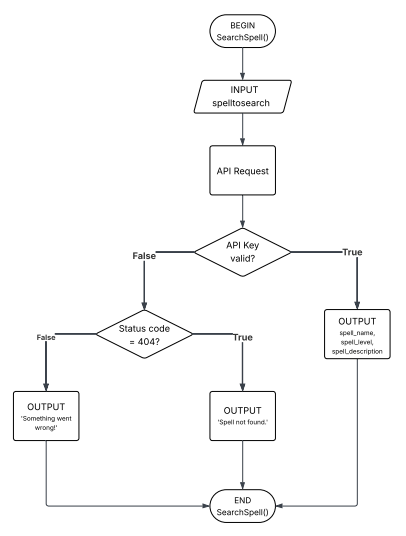 BEGIN
SearchSpell()
INPUT
spelltosearch
API Request
API Key
valid?
False
True
Status code
= 404?
OUTPUT
spell_name,
spell_level,
spell_description
False
True
OUTPUT
'Something went
wrong!'
OUTPUT
'Spell not found.'
END
SearchSpell()